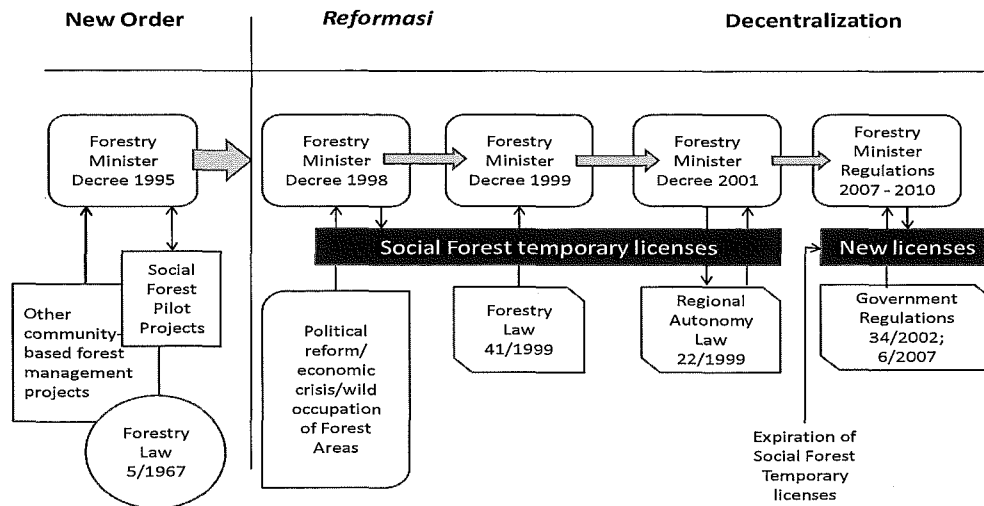 New Order
Reformasi
Decentralization
Forestry
Minister
Decree 1995
Forestry
Minister
Decree 1998
Forestry
Minister
Decree 1999
Forestry
Minister
Decree 2001
Forestry
Minister
Regulations
2007 - 2010
Social Forest temporary licenses
New licenses
Other
community-
based forest
management
projects
Social
Forest
Pilot
Projects
Forestry
Law
5/1967
Political
reform/
economic
crisis/wild
occupation
of Forest
Areas
Forestry
Law
41/1999
Regional
Autonomy
Law
22/1999
Government
Regulations
34/2002;
6/2007
Expiration of
Social Forest
Temporary
licenses